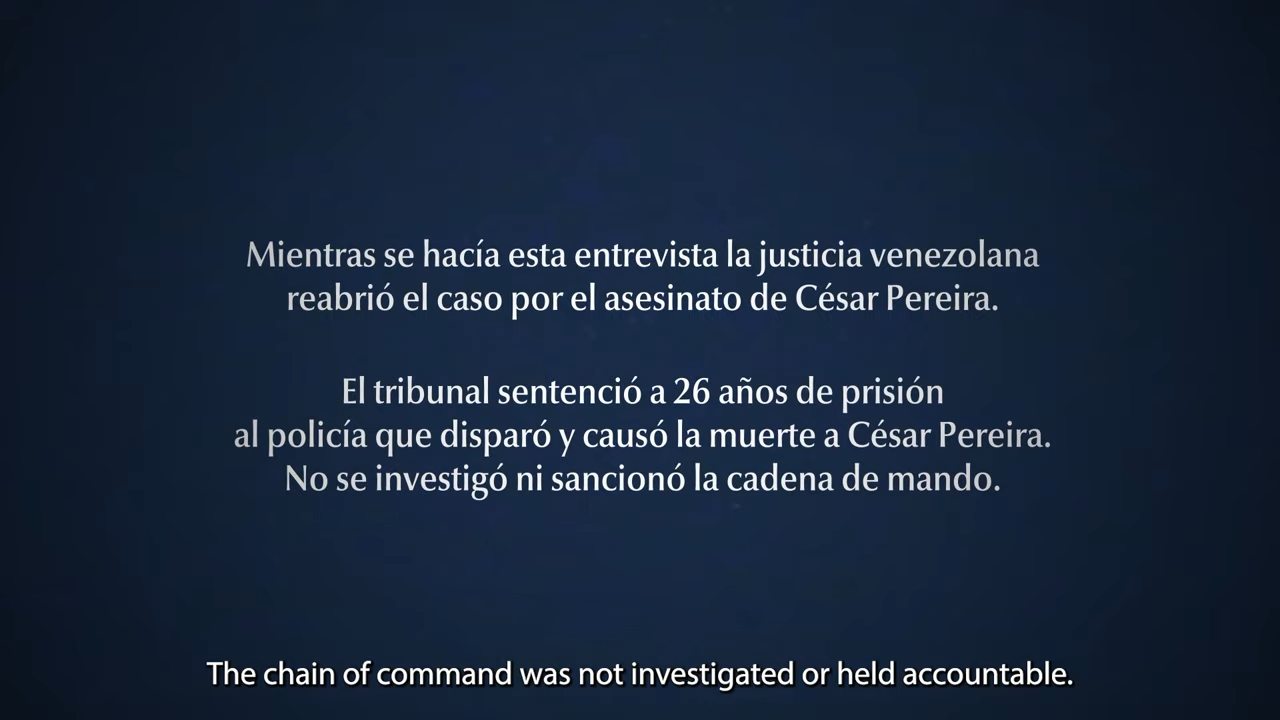 Mientras se hacía esta entrevista la justicia venezolana
reabrió el caso por el asesinato de César Pereira.
El tribunal sentenció a 26 años de prisión
al policía que disparó y causó la muerte a César Pereira.
No se investigó ni sancionó la cadena de mando.
The chain of command was not investigated or held accountable.